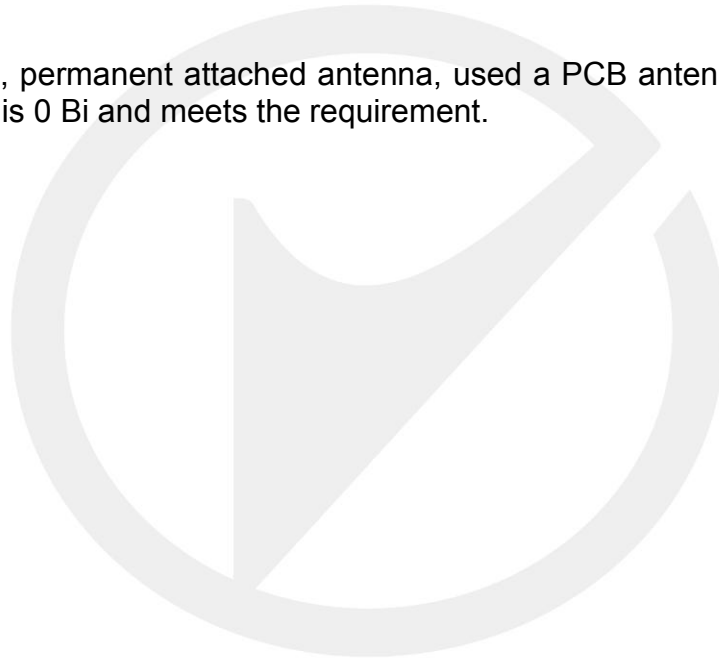 , permanent attached antenna, used a PCB anten
is 0 Bi and meets the requirement.